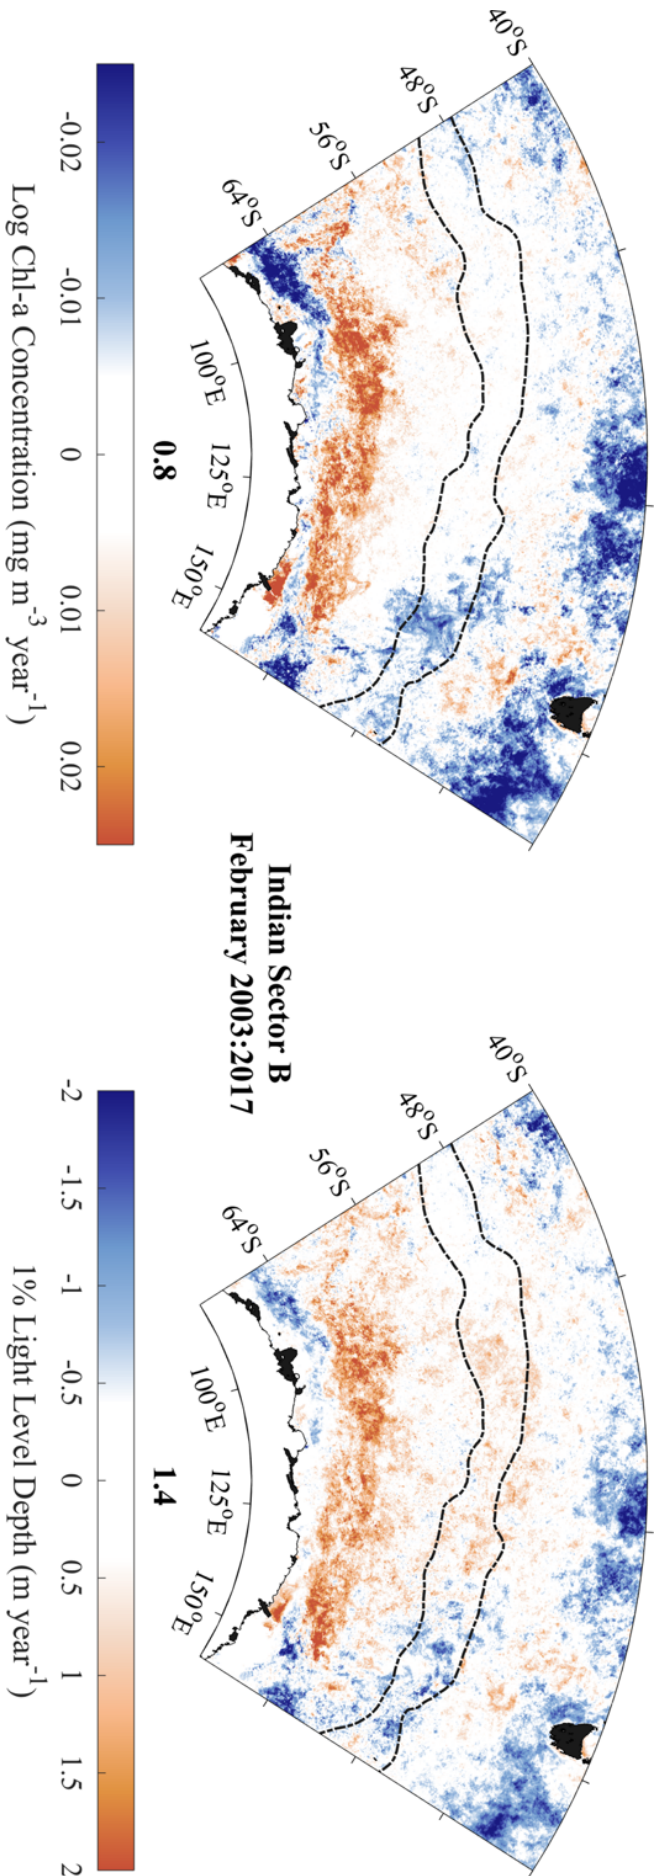 40°S
48°S
56°S
64°S
100°E
125°E
150°E
0.8
-0.02
-0.01
0
0.01
0.02
Log Chl-a Concentration (mg m⁻³ year⁻¹)
Indian Sector B
February 2003:2017
40°S
48°S
56°S
64°S
100°E
125°E
150°E
1.4
-2
-1.5
-1
-0.5
0
0.5
1
1.5
2
1% Light Level Depth (m year⁻¹)